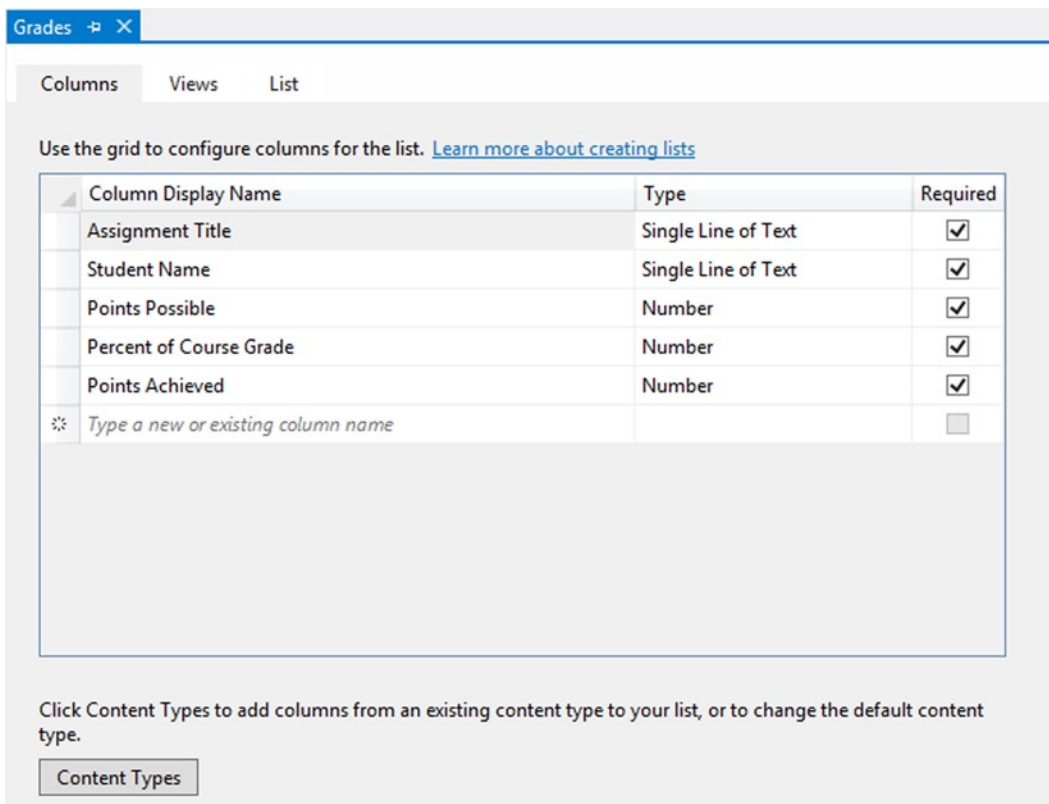 Grades
Columns Views List
Use the grid to configure columns for the list. Learn more about creating lists
Column Display Name Type Required
Assignment Title Single Line of Text
Student Name Single Line of Text
Points Possible Number
Percent of Course Grade Number
Points Achieved Number
Type a new or existing column name
Click Content Types to add columns from an existing content type to your list, or to change the default content
type.
Content Types